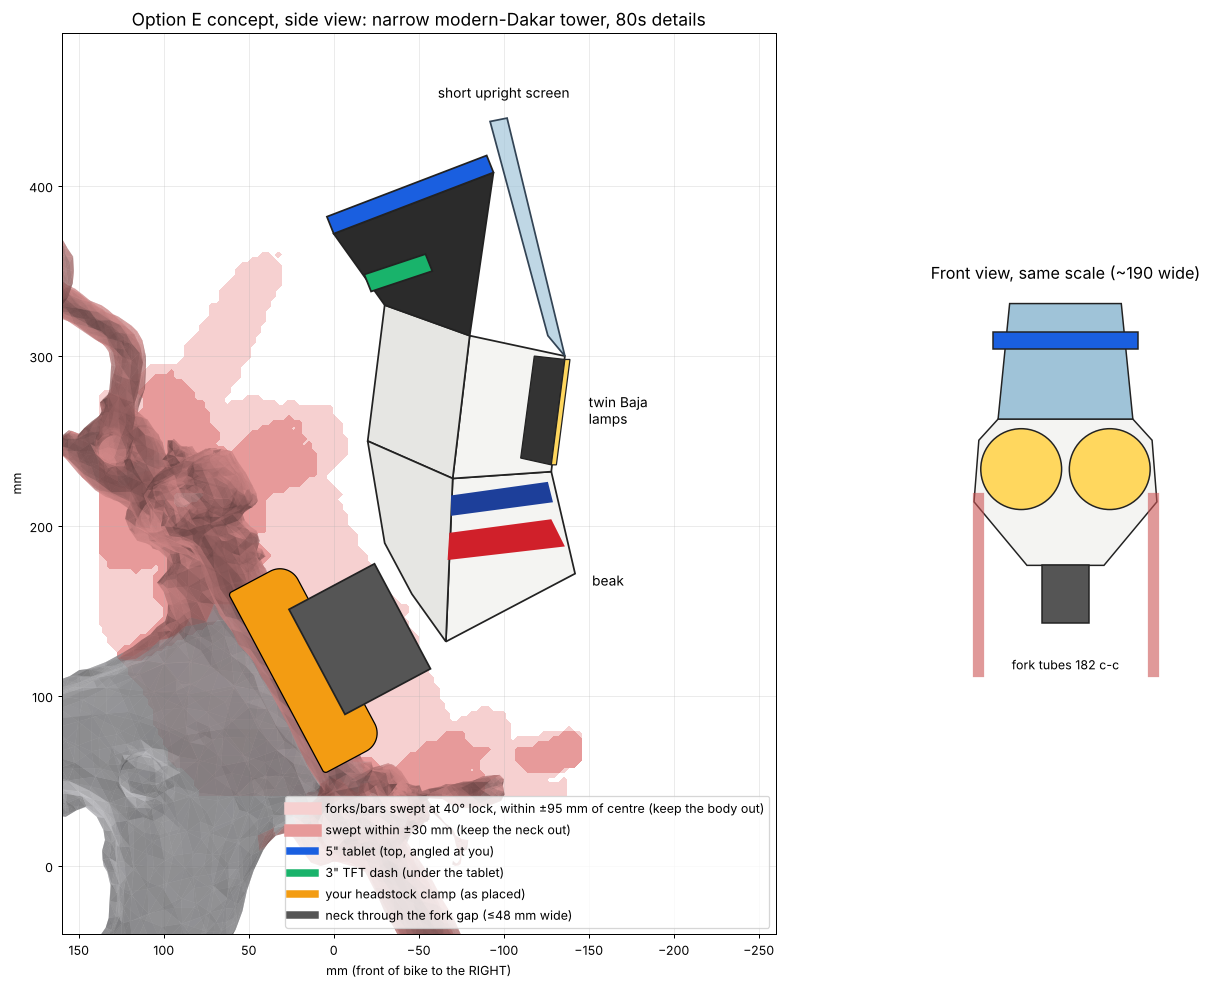 Option E concept, side view: narrow modern-Dakar tower, 80s details
short upright screen
Front view, same scale (~190 wide)
400
300
200
100
0
mm
twin Baja
lamps
beak
fork tubes 182 c-c
forks/bars swept at 40° lock, within ±95 mm of centre (keep the body out)
swept within ±30 mm (keep the neck out)
5" tablet (top, angled at you)
3" TFT dash (under the tablet)
your headstock clamp (as placed)
neck through the fork gap (≤48 mm wide)
150 100 50 0 −50 −100 −150 −200 −250
mm (front of bike to the RIGHT)